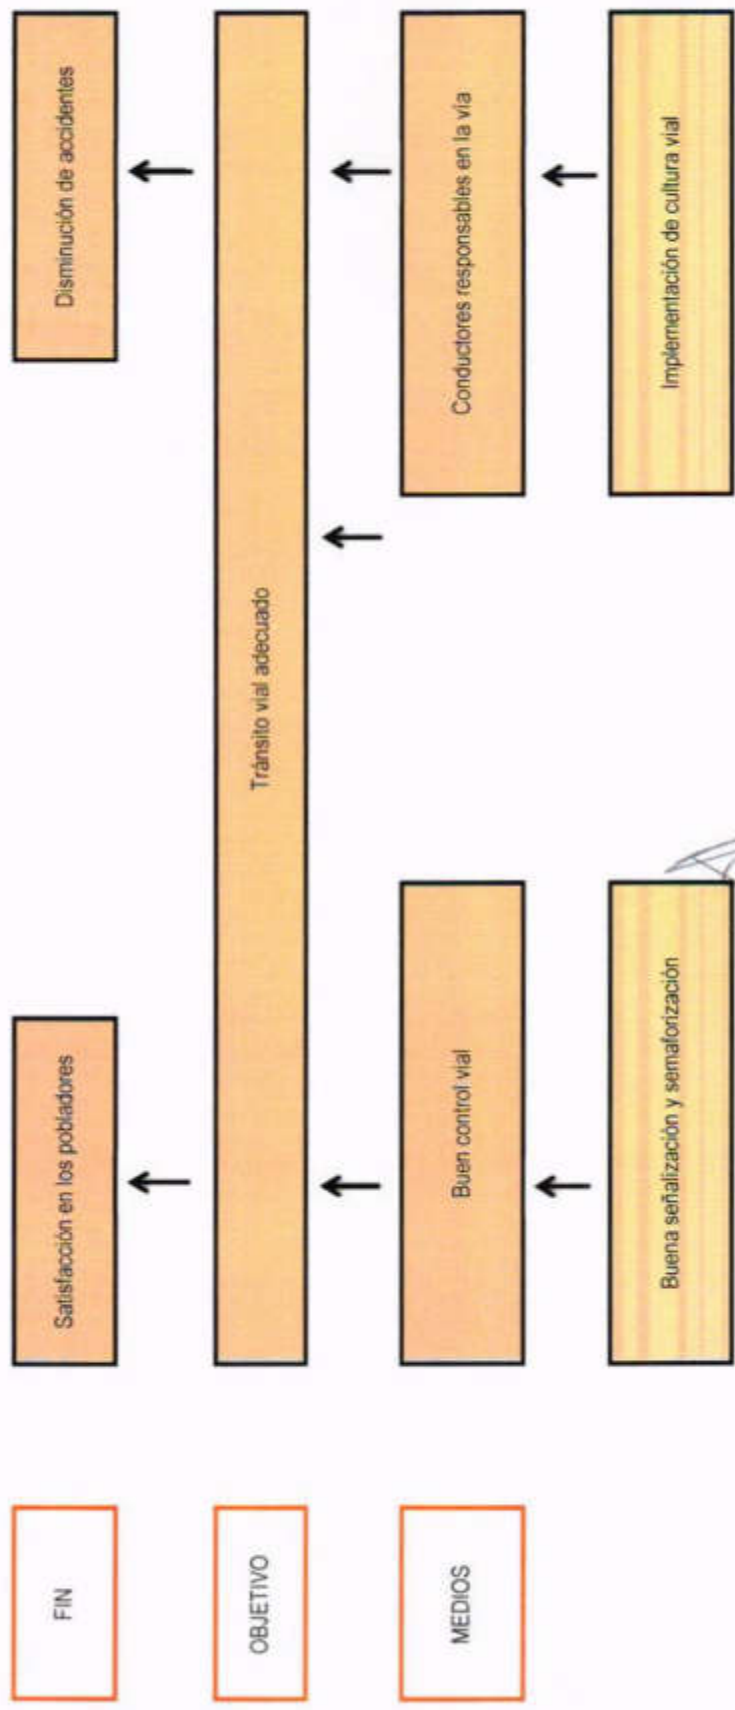 FIN
Satisfacción en los pobladores
Disminución de accidentes
OBJETIVO
Tránsito vial adecuado
MEDIOS
Buen control vial
Conductores responsables en la vía
Buena señalización y semaforización
Implementación de cultura vial